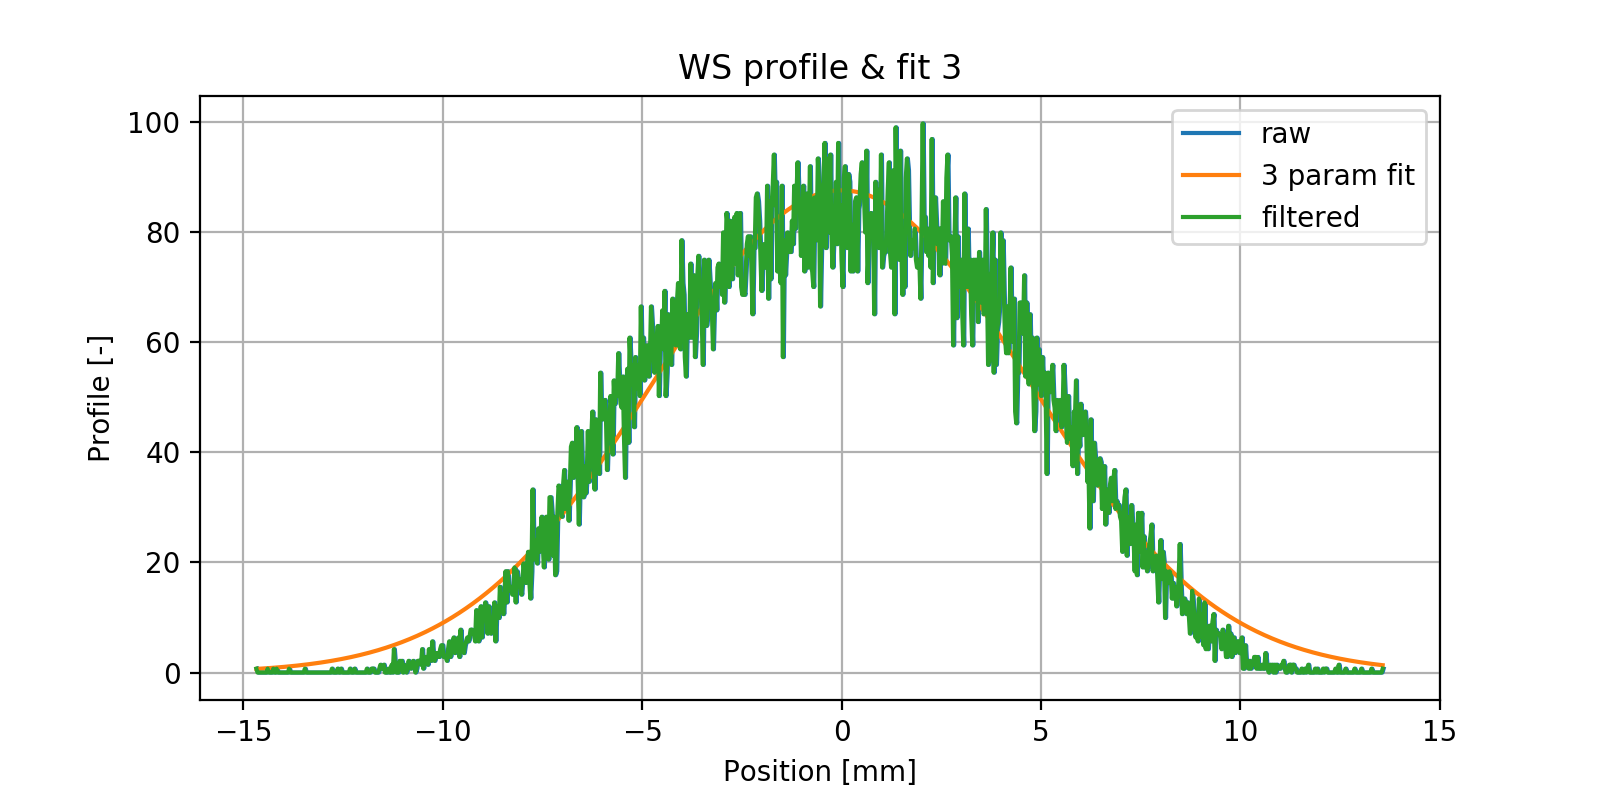 WS profile & fit 3
raw
3 param fit
filtered
100
80
60
40
20
0
Profile [-]
−15
−10
−5
0
5
10
15
Position [mm]